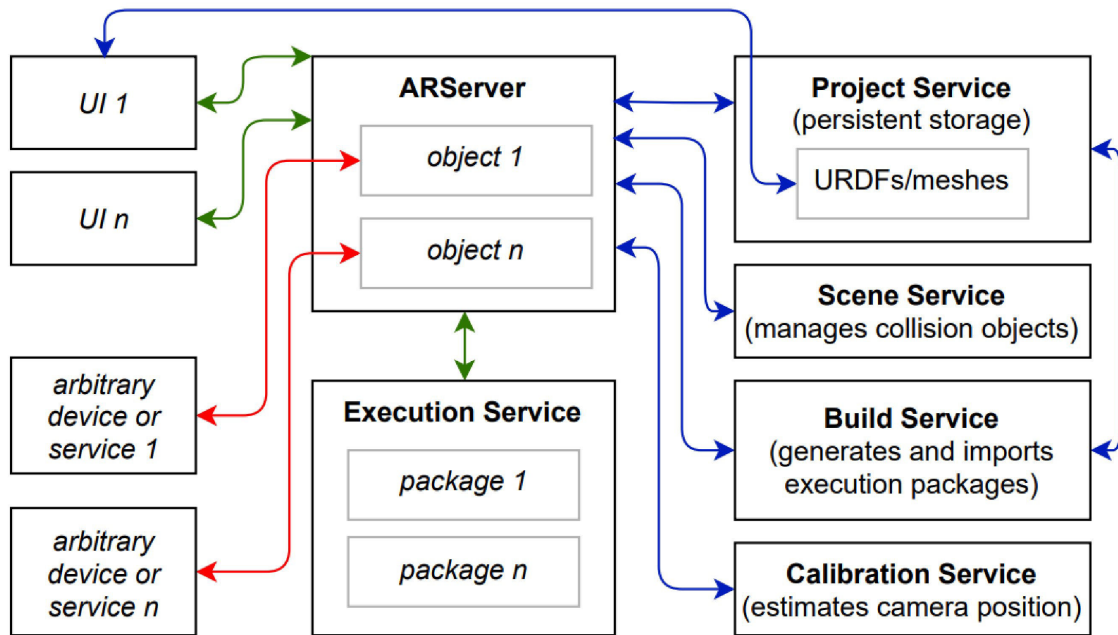 UI 1
UI n
arbitrary
device or
service 1
arbitrary
device or
service n
ARServer
object 1
object n
Execution Service
package 1
package n
Project Service
(persistent storage)
URDFs/meshes
Scene Service
(manages collision objects)
Build Service
(generates and imports
execution packages)
Calibration Service
(estimates camera position)